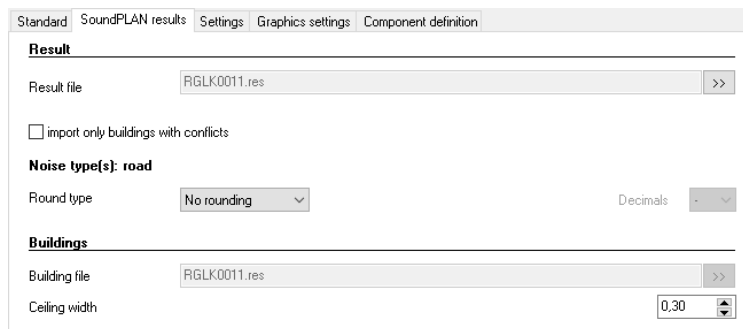 Standard SoundPLAN results Settings Graphics settings Component definition
Result
Result file RGLK0011.res >>
import only buildings with conflicts
Noise type(s): road
Round type No rounding Decimals -
Buildings
Building file RGLK0011.res >>
Ceiling width 0,30